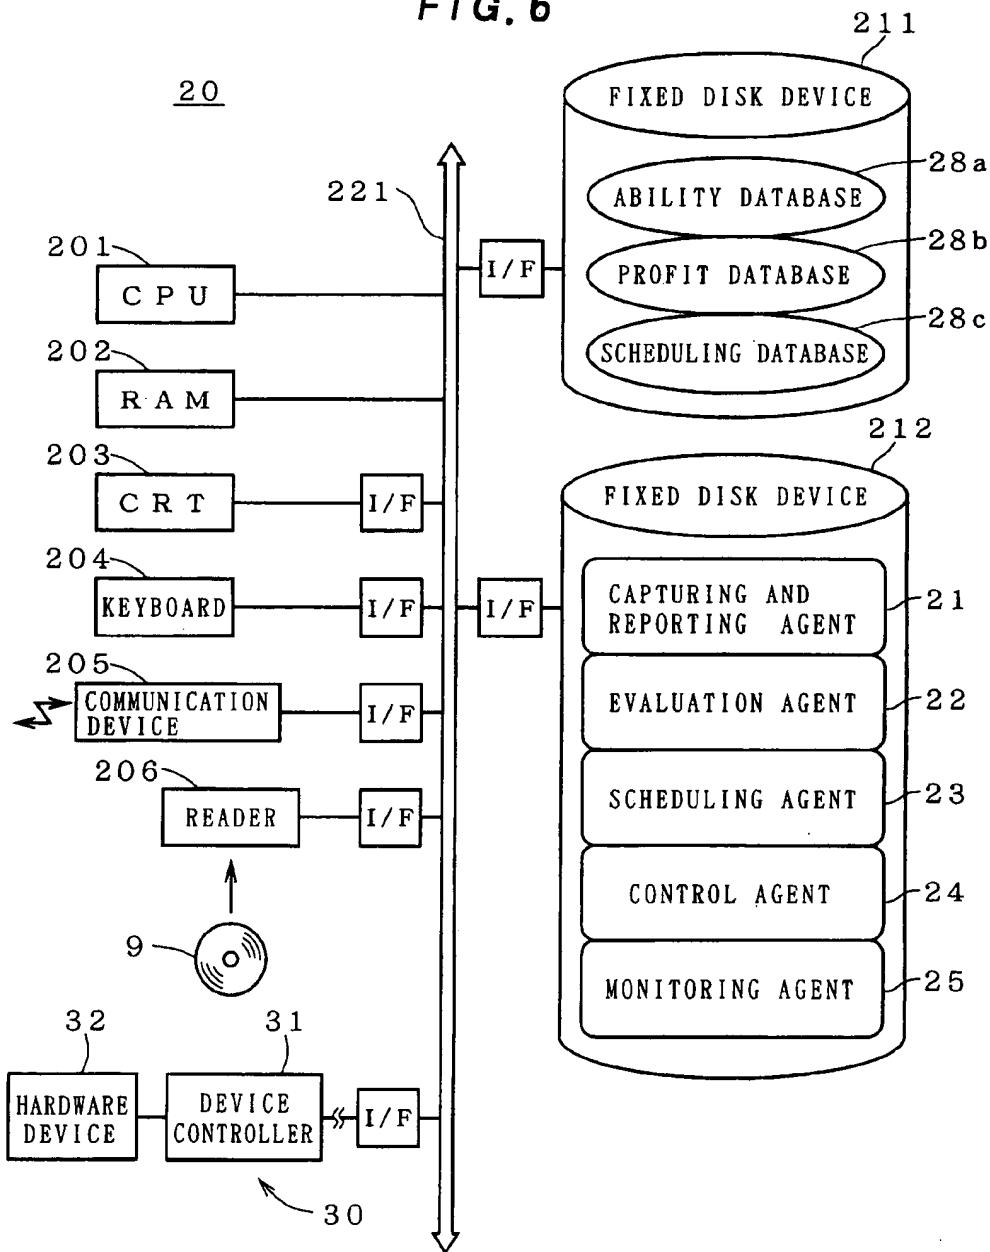 FIG. 6
20
211
FIXED DISK DEVICE
28a
ABILITY DATABASE
28b
PROFIT DATABASE
28c
SCHEDULING DATABASE
221
I/F
201
CPU
202
RAM
203
CRT
I/F
204
KEYBOARD
I/F
205
COMMUNICATION
DEVICE
I/F
206
READER
I/F
9
32
HARDWARE
DEVICE
31
DEVICE
CONTROLLER
I/F
30
212
FIXED DISK DEVICE
I/F
CAPTURING AND
REPORTING AGENT
21
EVALUATION AGENT
22
SCHEDULING AGENT
23
CONTROL AGENT
24
MONITORING AGENT
25